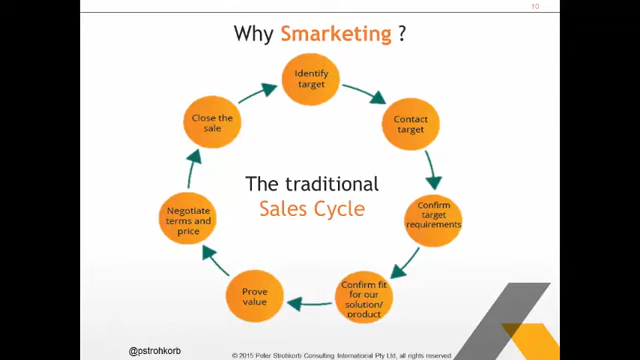 10
Why Smarketing ?
Identify
target
Contact
target
Confirm
target
requirements
Confirm fit
for our
solution/
product
Prove
value
Negotiate
terms and
price
Close the
sale
The traditional
Sales Cycle
@pstrohkorb
© 2015 Peter Strohkorb Consulting International Pty Ltd, all rights reserved